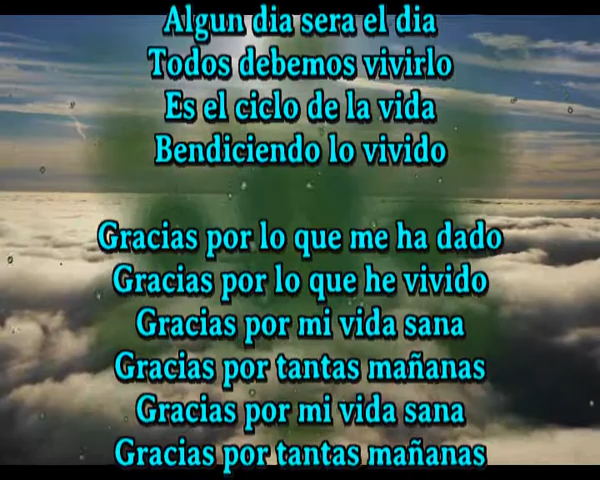 Algun dia sera el dia
Todos debemos vivirlo
Es el ciclo de la vida
Bendiciendo lo vivido
Gracias por lo que me ha dado
Gracias por lo que he vivido
Gracias por mi vida sana
Gracias por tantas mañanas
Gracias por mi vida sana
Gracias por tantas mañanas